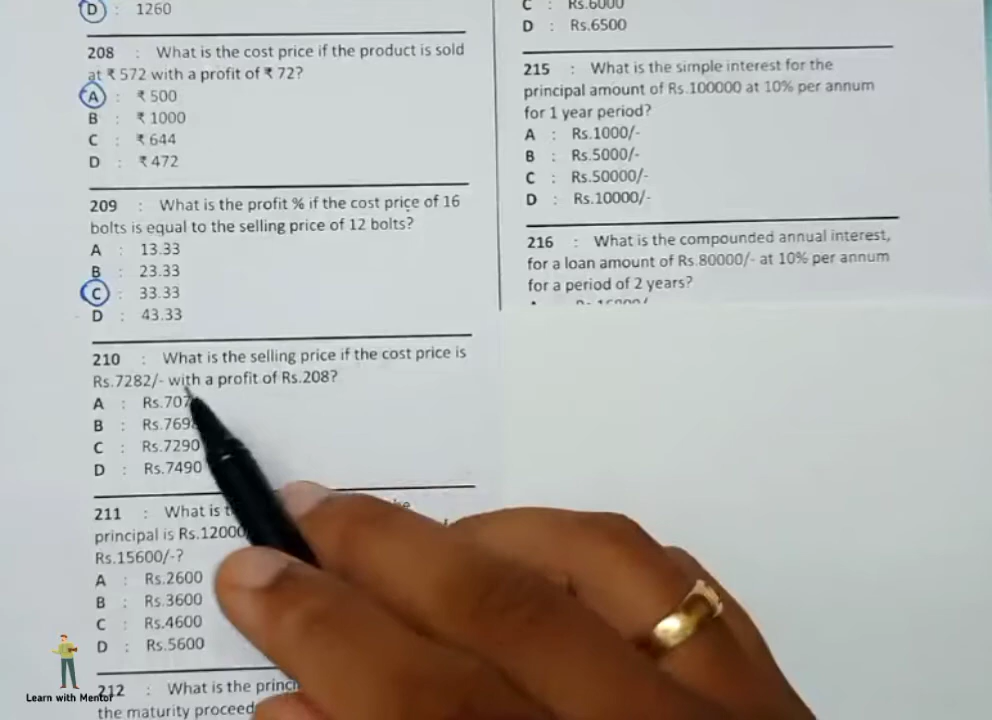 D : 1260
208 : What is the cost price if the product is sold
at ₹ 572 with a profit of ₹ 72?
A : ₹ 500
B : ₹ 1000
C : ₹ 644
D : ₹ 472
209 : What is the profit % if the cost price of 16
bolts is equal to the selling price of 12 bolts?
A : 13.33
B : 23.33
C : 33.33
D : 43.33
210 : What is the selling price if the cost price is
Rs.7282/- with a profit of Rs.208?
A : Rs.707
B : Rs.769
C : Rs.7290
D : Rs.7490
211 : What is
principal is Rs.12000
Rs.15600/-?
A : Rs.2600
B : Rs.3600
C : Rs.4600
D : Rs.5600
212 : What is the
the maturity
Learn with Mentor
C : Rs.6000
D : Rs.6500
215 : What is the simple interest for the
principal amount of Rs.100000 at 10% per annum
for 1 year period?
A : Rs.1000/-
B : Rs.5000/-
C : Rs.50000/-
D : Rs.10000/-
216 : What is the compounded annual interest,
for a loan amount of Rs.80000/- at 10% per annum
for a period of 2 years?